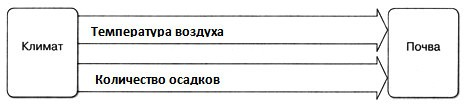 Климат
Температура воздуха
Количество осадков
Почва